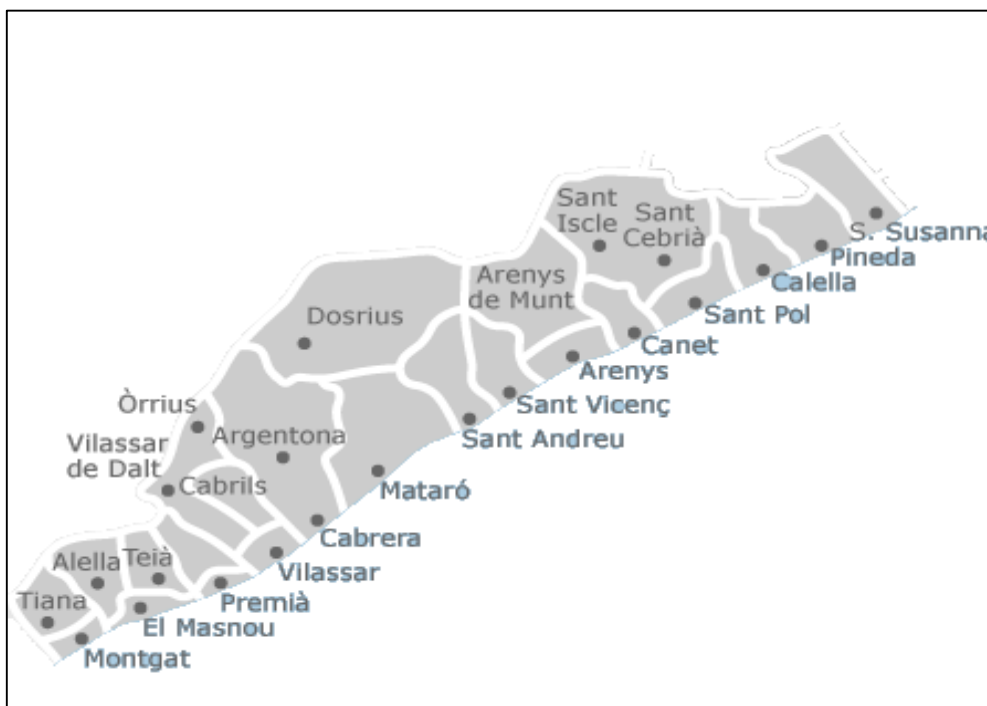 Sant
Iscle
Sant
Cebrià
S. Susanna
Pineda
Calella
Arenys
de Munt
Sant Pol
Dosrius
Canet
Arenys
Òrrius
Sant Vicenç
Argentona
Sant Andreu
Vilassar
de Dalt
Cabrils
Mataró
Cabrera
Alella
Teià
Vilassar
Tiana
Premià
El Masnou
Montgat